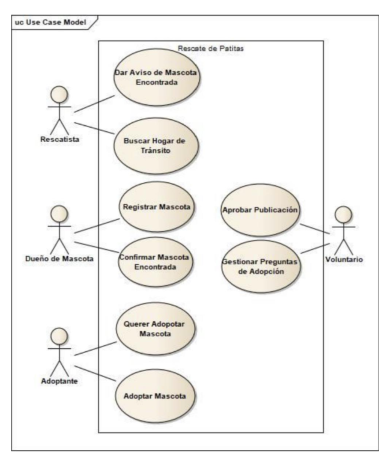 uc Use Case Model
Rescate de Patitas
Dar Aviso de Mascota
Encontrada
Rescatista
Buscar Hogar de
Tránsito
Registrar Mascota
Aprobar Publicación
Dueño de Mascota
Confirmar Mascota
Encontrada
Gestionar Preguntas
de Adopción
Voluntario
Querer Adopotar
Mascota
Adoptante
Adoptar Mascota